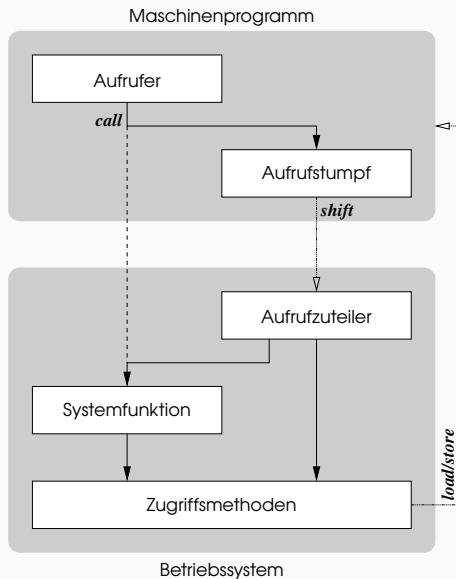 Maschinenprogramm
Aufrufer
call
Aufrufstumpf
shift
Aufrufzuteiler
Systemfunktion
load/store
Zugriffsmethoden
Betriebssystem